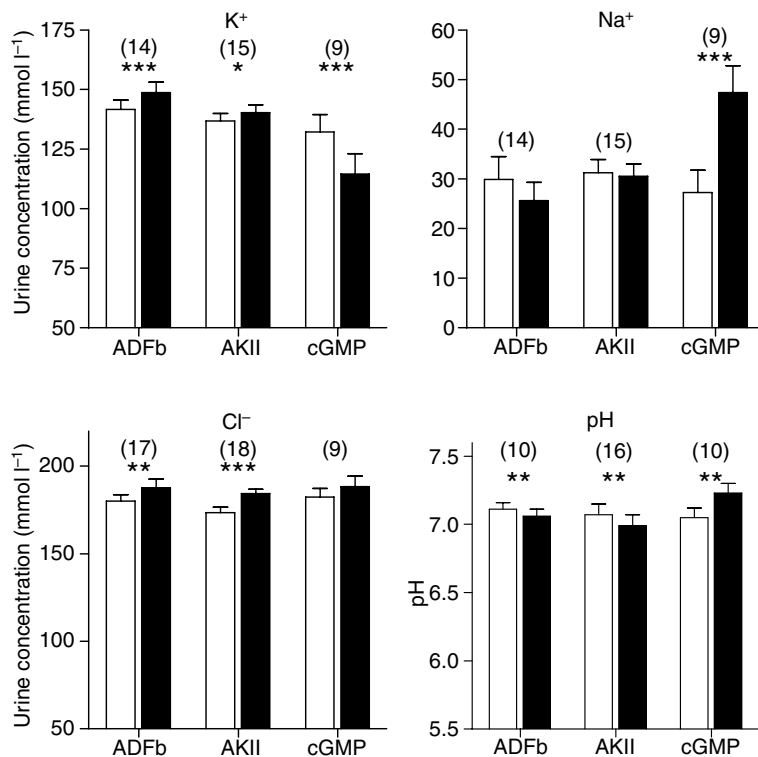 K⁺
Urine concentration (mmol l⁻¹)
175
150
125
100
75
50
(14)
***
(15)
*
(9)
***
ADFb
AKII
cGMP
Na⁺
60
50
40
30
20
10
0
(14)
(15)
(9)
***
ADFb
AKII
cGMP
Cl⁻
Urine concentration (mmol l⁻¹)
200
150
100
50
(17)
**
(18)
***
(9)
ADFb
AKII
cGMP
pH
pH
7.5
7.0
6.5
6.0
5.5
(10)
**
(16)
**
(10)
**
ADFb
AKII
cGMP